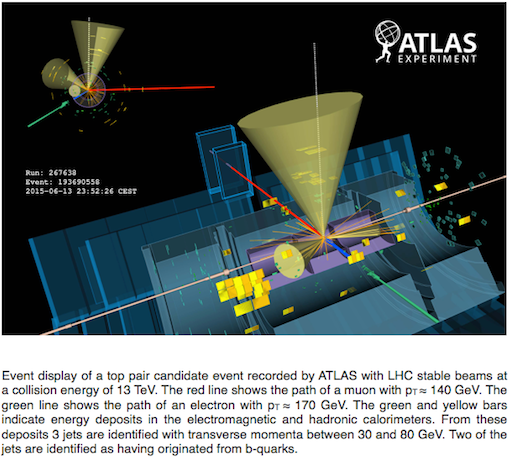 ATLAS
EXPERIMENT
Run: 267638
Event: 193690558
2015-06-13 23:52:26 CEST
Event display of a top pair candidate event recorded by ATLAS with LHC stable beams at
a collision energy of 13 TeV. The red line shows the path of a muon with pT ≈ 140 GeV. The
green line shows the path of an electron with pT ≈ 170 GeV. The green and yellow bars
indicate energy deposits in the electromagnetic and hadronic calorimeters. From these
deposits 3 jets are identified with transverse momenta between 30 and 80 GeV. Two of the
jets are identified as having originated from b-quarks.